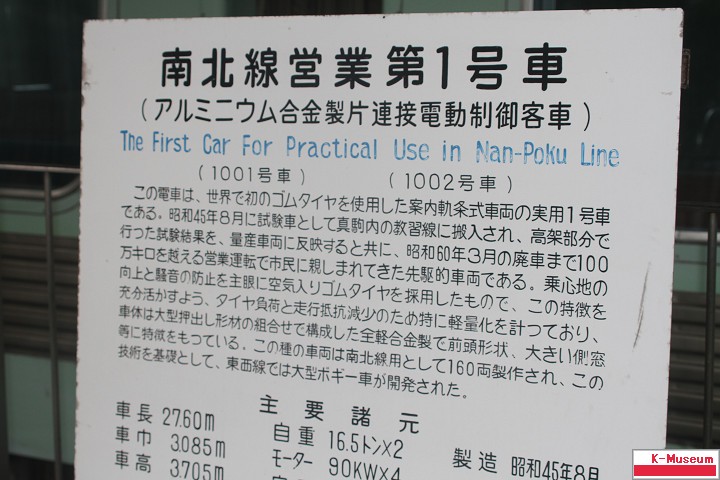 南北線営業第1号車
(アルミニウム合金製片連接電動制御客車)
The First Car For Practical Use in Nan-Poku Line
(1001号車) (1002号車)
この電車は、世界で初のゴムタイヤを使用した案内軌条式車両の実用1号車
である。昭和45年8月に試験車として真駒内の教習線に搬入され、高架部分で
行った試験結果を、量産車両に反映すると共に、昭和60年3月の廃車まで100
万キロを越える営業運転で市民に親しまれてきた先駆的車両である。乗心地の
向上と騒音の防止を主眼に空気入りゴムタイヤを採用したもので、この特徴を
充分活かすよう、タイヤ負荷と走行抵抗減少のため特に軽量化を計つており、
車体は大型押出し形材の組合せで構成した全軽合金製で前頭形状、大きい側窓
等に特徴をもつている。この種の車両は南北線用として160両製作され、この
技術を基礎として、東西線では大型ボギー車が開発された。
主要諸元
車長 27.60m 自重 16.5トン×2 製造 昭和45年8月
車巾 3.085m モーター 90KW×4
車高 3.705m
K-Museum